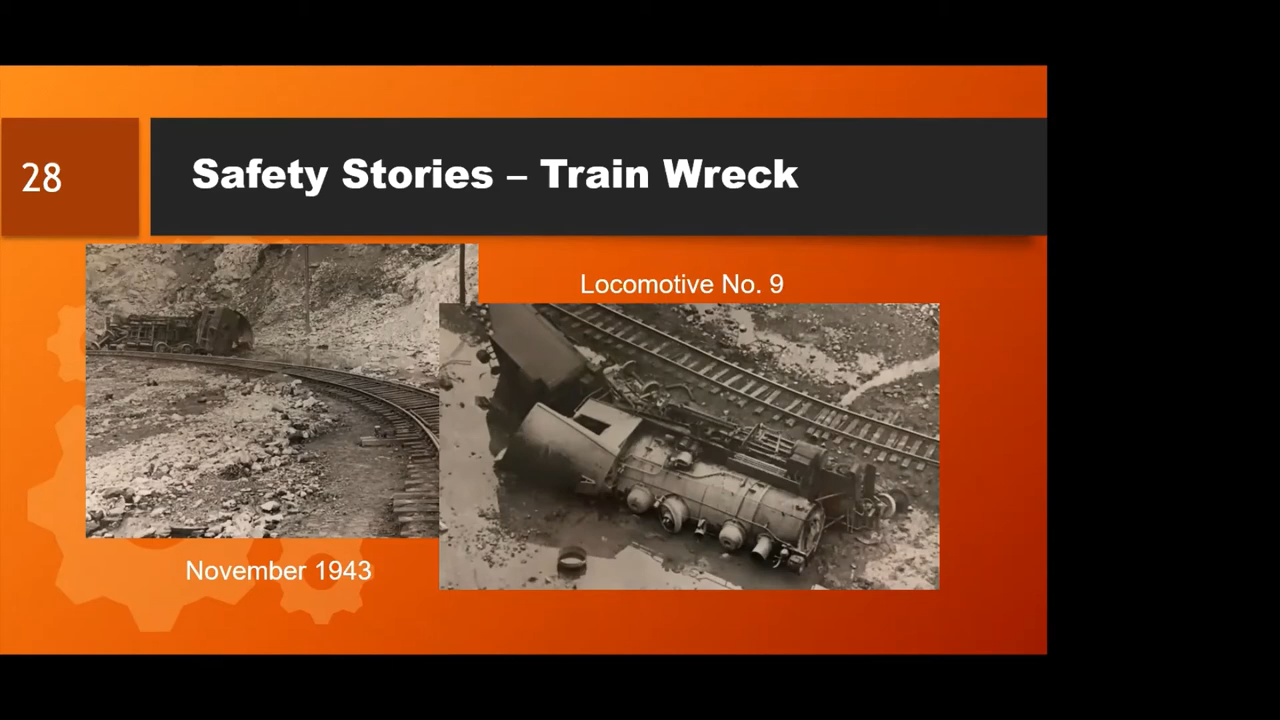 28
Safety Stories – Train Wreck
Locomotive No. 9
November 1943